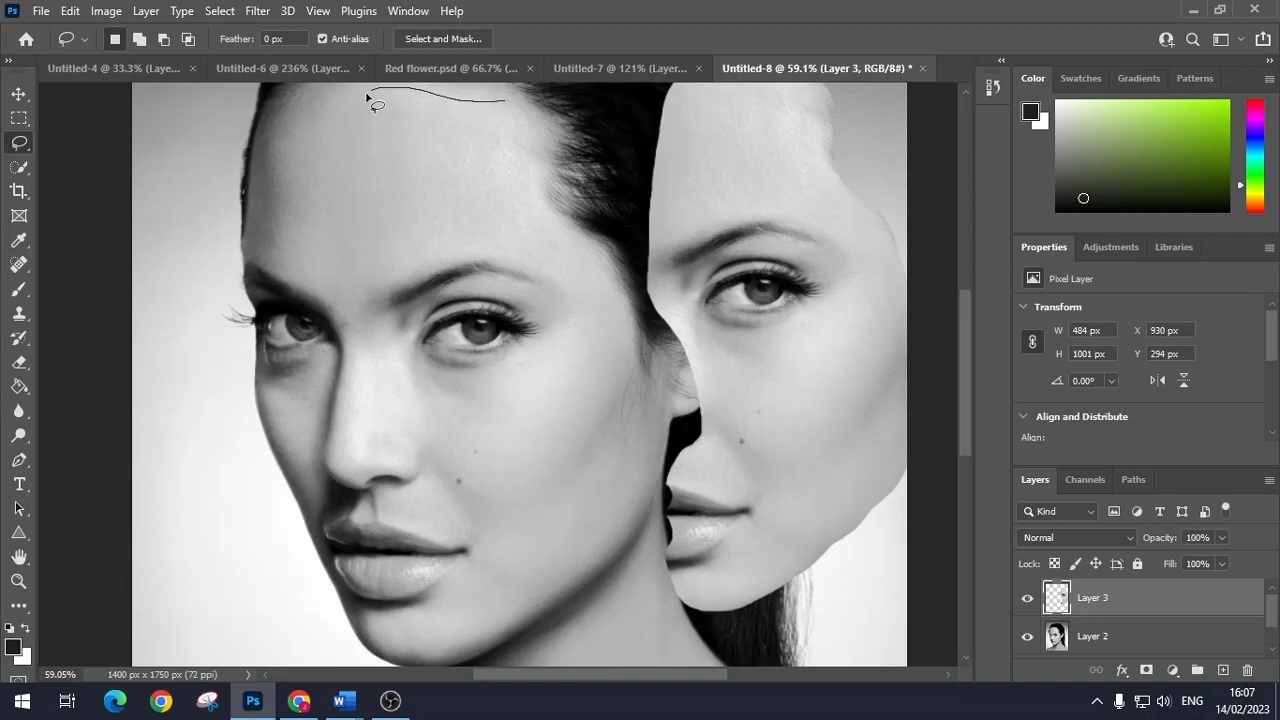 Ps File Edit Image Layer Type Select Filter 3D View Plugins Window Help
Feather: 0 px Anti-alias Select and Mask...
Untitled-4 @ 33.3% (Laye... × Untitled-6 @ 236% (Layer... × Red flower.psd @ 66.7% (... × Untitled-7 @ 121% (Layer... × Untitled-8 @ 59.1% (Layer 3, RGB/8#) * ×
Color Swatches Gradients Patterns
Properties Adjustments Libraries
Pixel Layer
Transform
W 484 px X 930 px
H 1001 px Y 294 px
0.00°
Align and Distribute
Align:
Layers Channels Paths
Kind
Normal Opacity: 100%
Lock: Fill: 100%
Layer 3
Layer 2
59.05% 1400 px x 1750 px (72 ppi)
Ps W ENG 16:07
14/02/2023